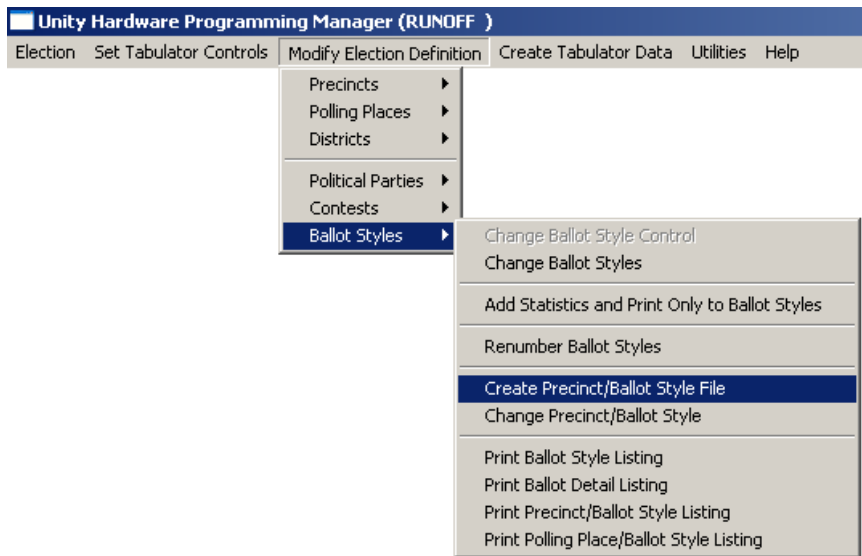 Unity Hardware Programming Manager (RUNOFF )
Election Set Tabulator Controls Modify Election Definition Create Tabulator Data Utilities Help
Precincts
Polling Places
Districts
Political Parties
Contests
Ballot Styles
Change Ballot Style Control
Change Ballot Styles
Add Statistics and Print Only to Ballot Styles
Renumber Ballot Styles
Create Precinct/Ballot Style File
Change Precinct/Ballot Style
Print Ballot Style Listing
Print Ballot Detail Listing
Print Precinct/Ballot Style Listing
Print Polling Place/Ballot Style Listing